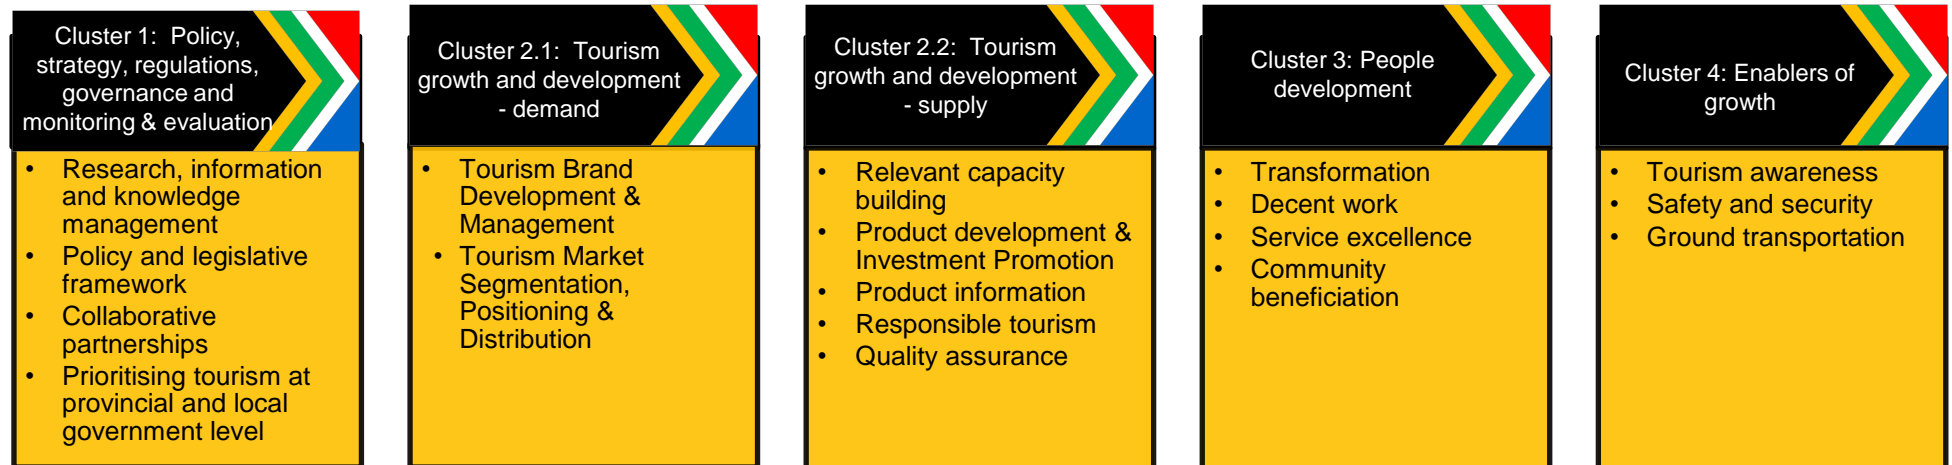 Cluster 1:  Policy,
strategy, regulations,
governance and
monitoring & evaluation
• Research, information
and knowledge
management
• Policy and legislative
framework
• Collaborative
partnerships
• Prioritising tourism at
provincial and local
government level
Cluster 2.1:  Tourism
growth and development
- demand
• Tourism Brand
Development &
Management
• Tourism Market
Segmentation,
Positioning &
Distribution
Cluster 2.2:  Tourism
growth and development
- supply
• Relevant capacity
building
• Product development &
Investment Promotion
• Product information
• Responsible tourism
• Quality assurance
Cluster 3: People
development
• Transformation
• Decent work
• Service excellence
• Community
beneficiation
Cluster 4: Enablers of
growth
• Tourism awareness
• Safety and security
• Ground transportation